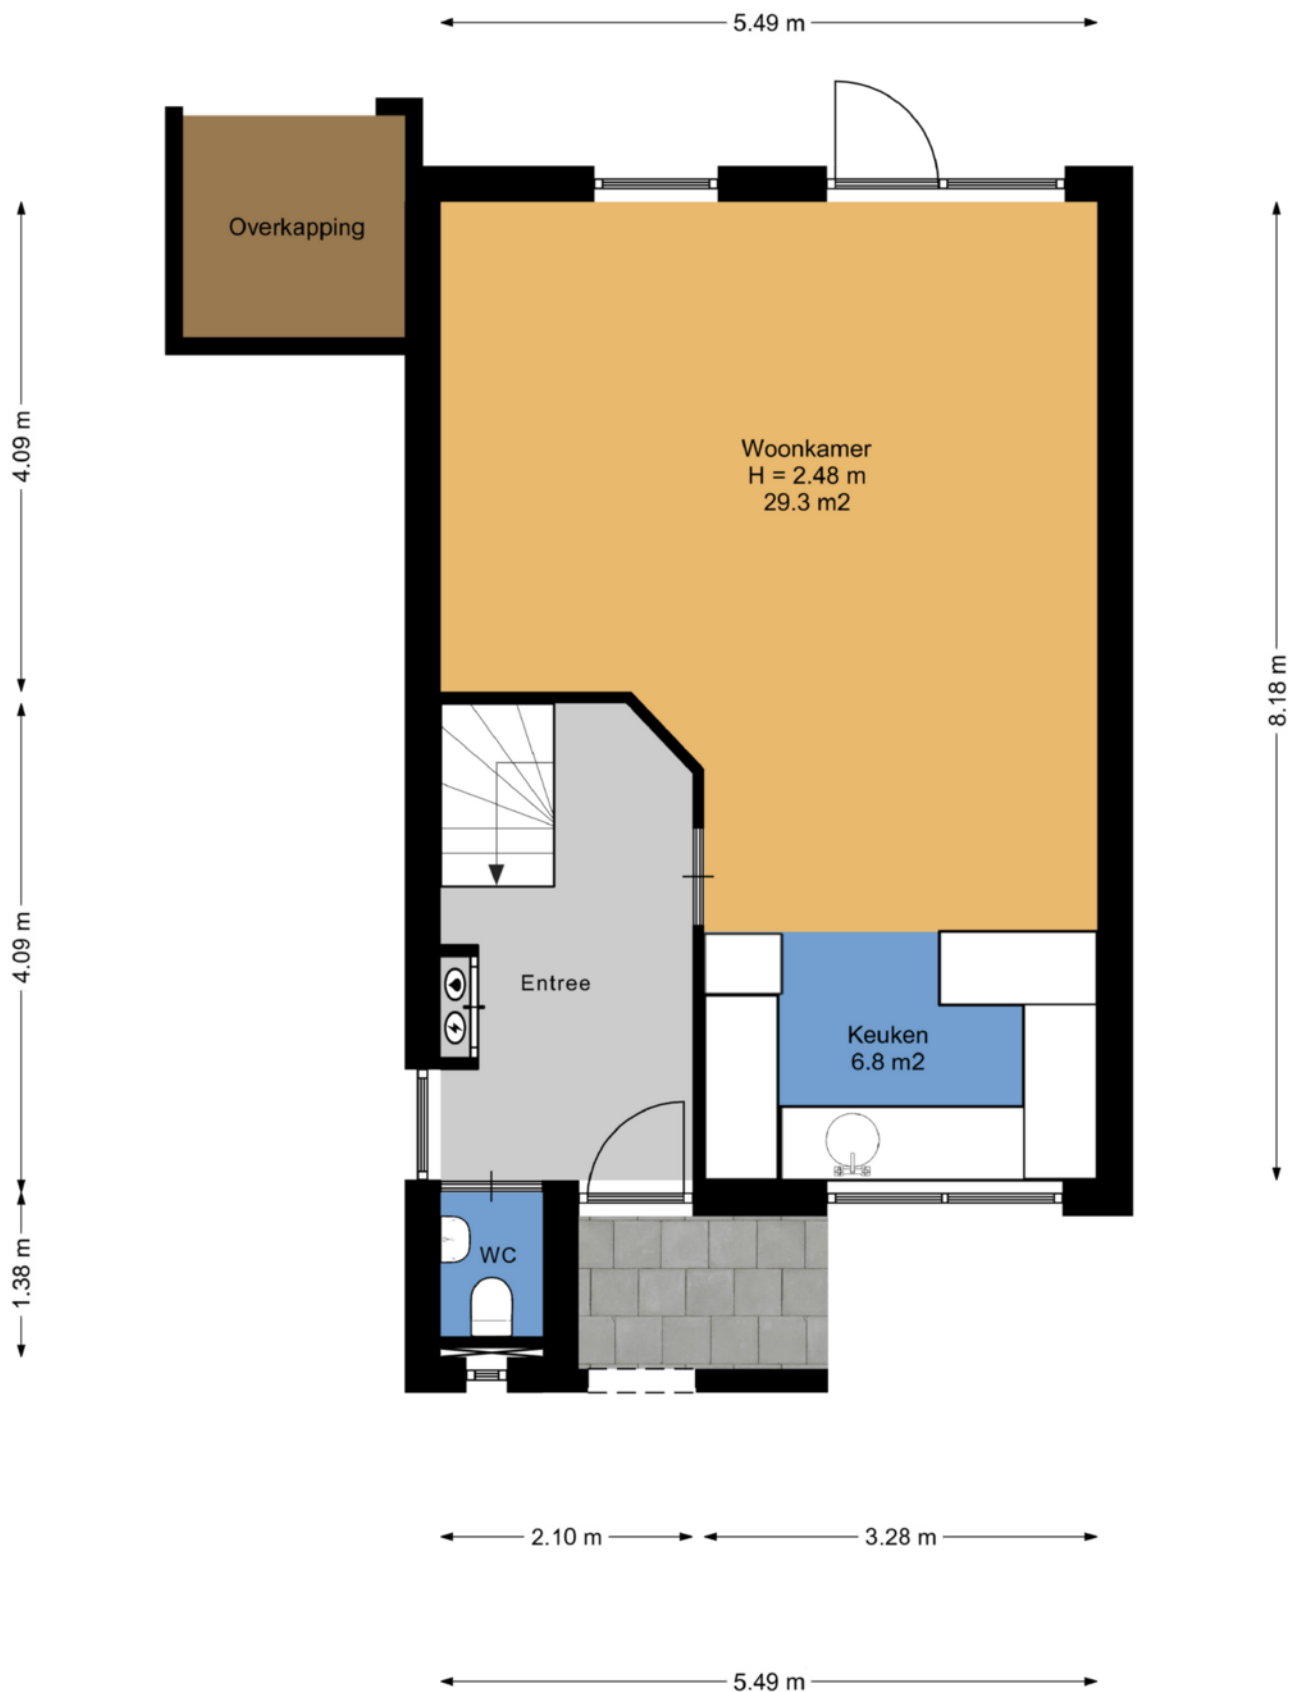 5.49 m
Overkapping
4.09 m
Woonkamer
H = 2.48 m
29.3 m2
8.18 m
4.09 m
Entree
Keuken
6.8 m2
1.38 m
WC
2.10 m
3.28 m
5.49 m